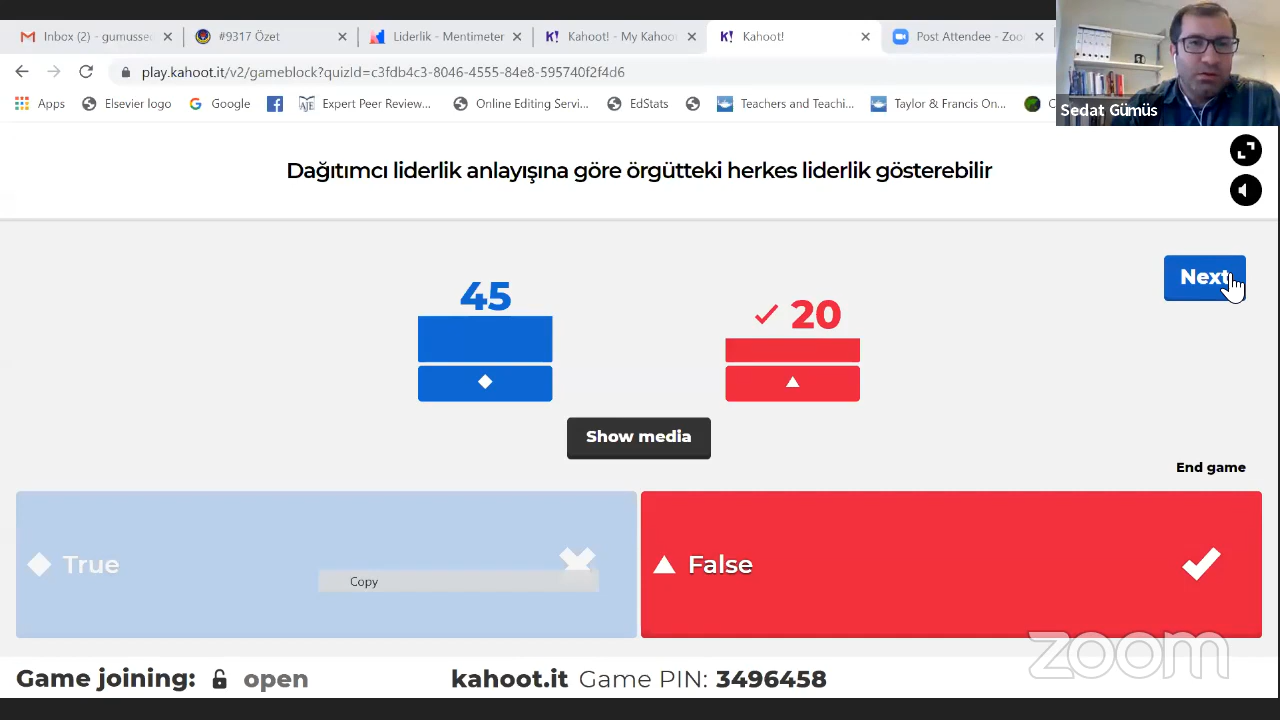 Inbox (2) - gumusse
#9317 Özet
Liderlik - Mentimeter
Kahoot! - My Kahoo
Kahoot!
Post Attendee - Zoo
play.kahoot.it/v2/gameblock?quizId=c3fdb4c3-8046-4555-84e8-595740f2f4d6
Apps
Elsevier logo
Google
Expert Peer Review...
Online Editing Servi...
EdStats
Teachers and Teachi...
Taylor & Francis On...
Sedat Gümüs
Dağıtımcı liderlik anlayışına göre örgütteki herkes liderlik gösterebilir
Next
45
20
Show media
End game
True
Copy
False
zoom
Game joining: open
kahoot.it Game PIN: 3496458